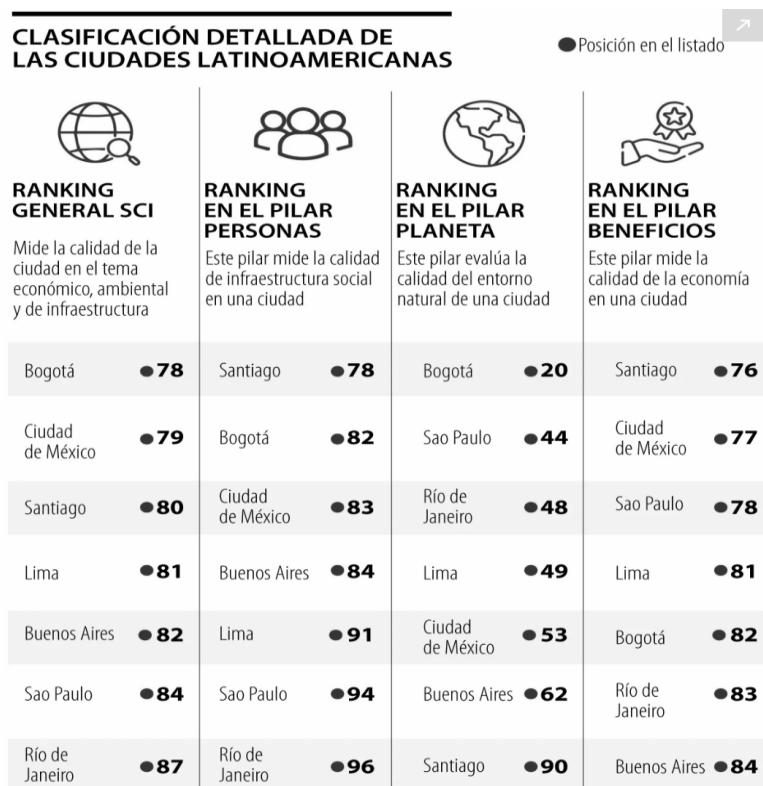 CLASIFICACIÓN DETALLADA DE
LAS CIUDADES LATINOAMERICANAS
Posición en el listado
RANKING
GENERAL SCI
Mide la calidad de la
ciudad en el tema
económico, ambiental
y de infraestructura
Bogotá 78
Ciudad
de México 79
Santiago 80
Lima 81
Buenos Aires 82
Sao Paulo 84
Río de
Janeiro 87
RANKING
EN EL PILAR
PERSONAS
Este pilar mide la calidad
de infraestructura social
en una ciudad
Santiago 78
Bogotá 82
Ciudad
de México 83
Buenos Aires 84
Lima 91
Sao Paulo 94
Río de
Janeiro 96
RANKING
EN EL PILAR
PLANETA
Este pilar evalúa la
calidad del entorno
natural de una ciudad
Bogotá 20
Sao Paulo 44
Río de
Janeiro 48
Lima 49
Ciudad
de México 53
Buenos Aires 62
Santiago 90
RANKING
EN EL PILAR
BENEFICIOS
Este pilar mide la
calidad de la economía
en una ciudad
Santiago 76
Ciudad
de México 77
Sao Paulo 78
Lima 81
Bogotá 82
Río de
Janeiro 83
Buenos Aires 84